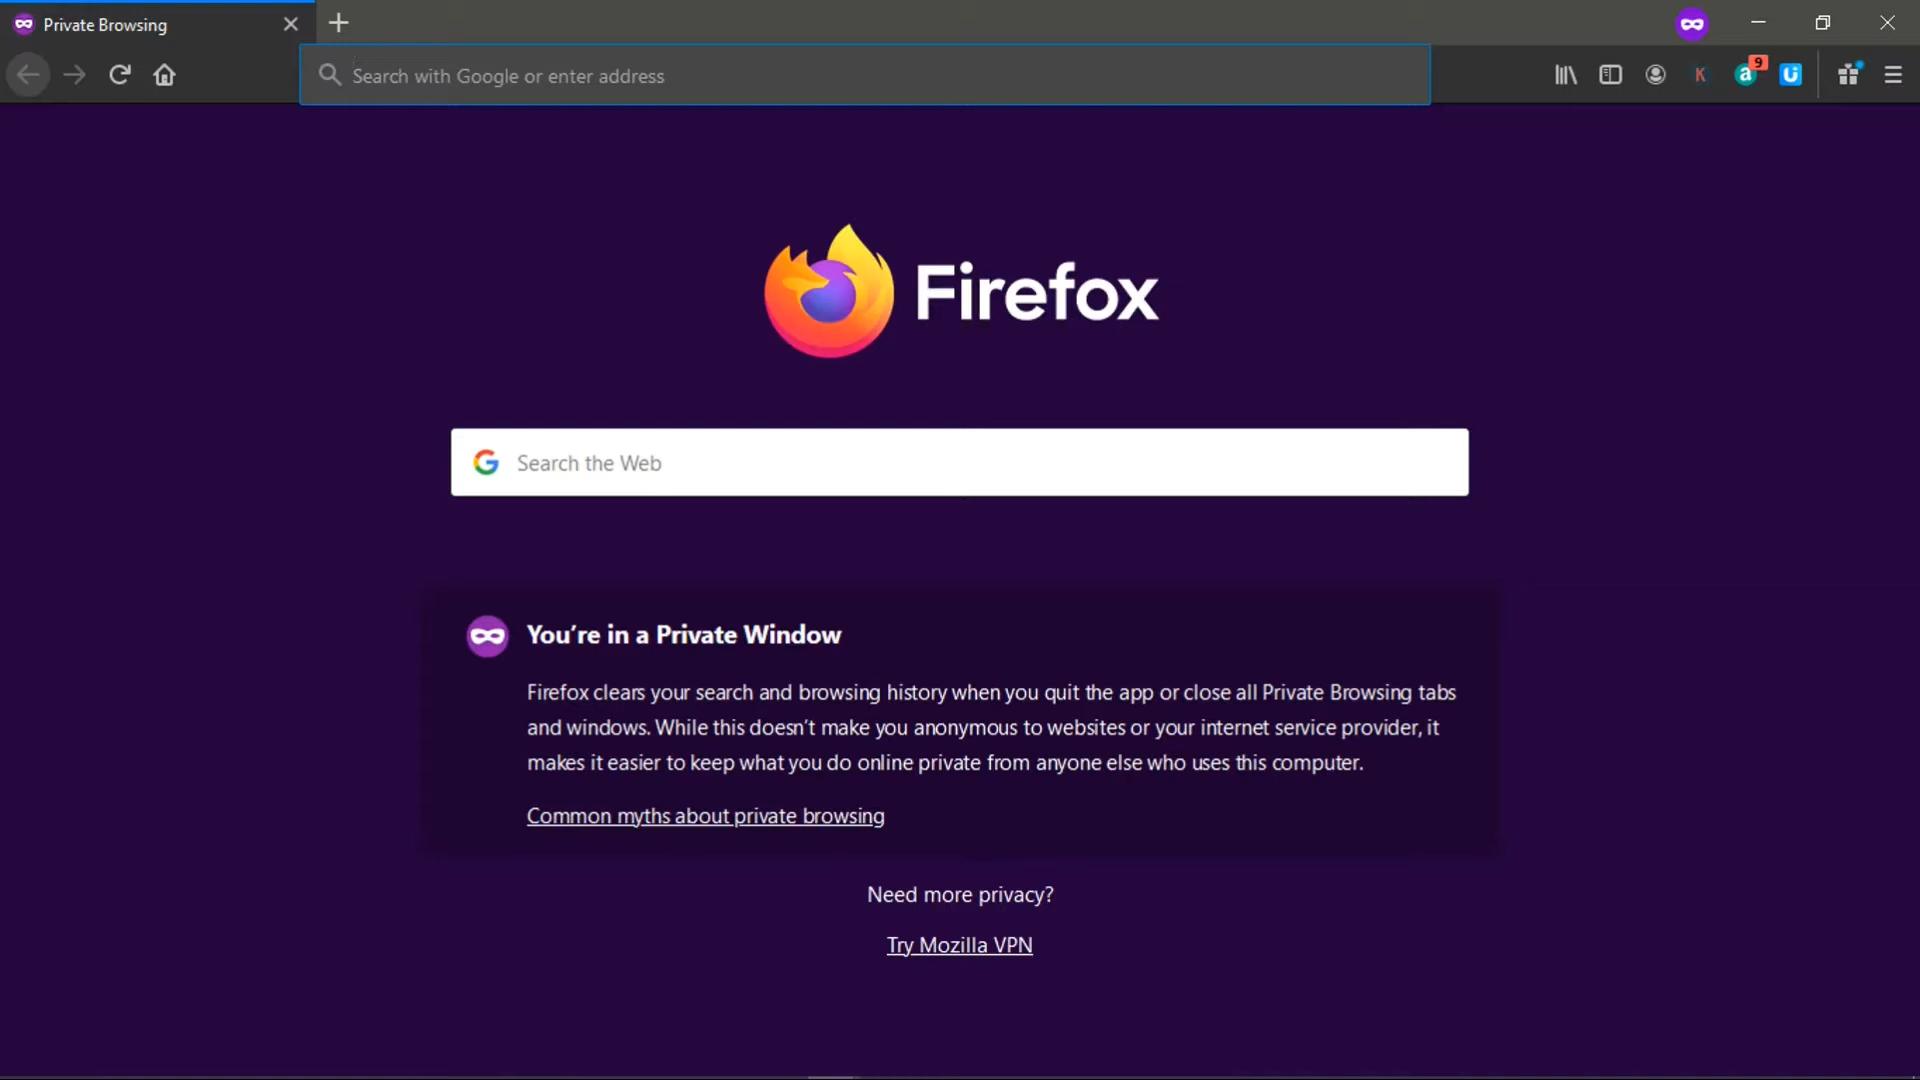 Private Browsing
Search with Google or enter address
K
a
9
Firefox
G
Search the Web
You’re in a Private Window
Firefox clears your search and browsing history when you quit the app or close all Private Browsing tabs
and windows. While this doesn’t make you anonymous to websites or your internet service provider, it
makes it easier to keep what you do online private from anyone else who uses this computer.
Common myths about private browsing
Need more privacy?
Try Mozilla VPN